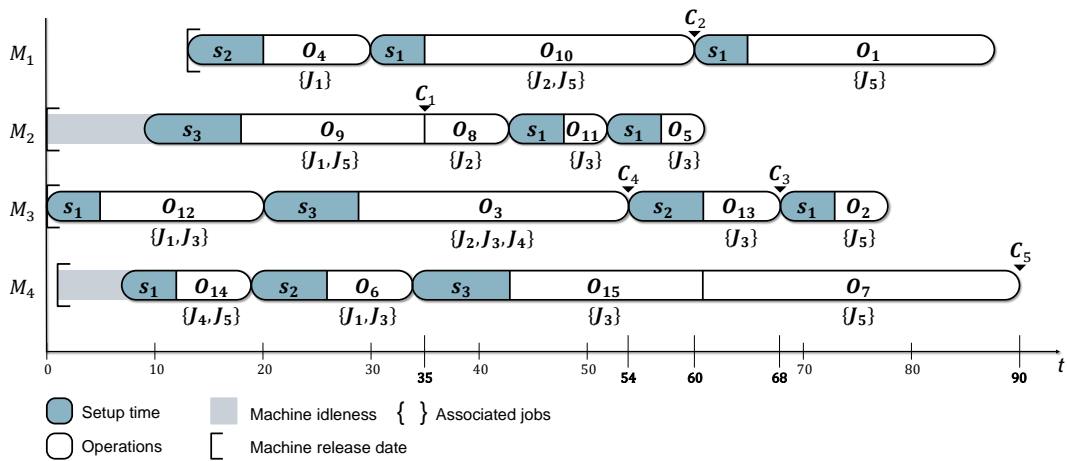 C₂
M₁ s₂ O₄ s₁ O₁₀ s₁ O₁
{J₁} {J₂,J₅} {J₅}
C₁
M₂ s₃ O₉ O₈ s₁ O₁₁ s₁ O₅
{J₁,J₅} {J₂} {J₃} {J₃}
C₄ C₃
M₃ s₁ O₁₂ s₃ O₃ s₂ O₁₃ s₁ O₂
{J₁,J₃} {J₂,J₃,J₄} {J₃} {J₅}
C₅
M₄ s₁ O₁₄ s₂ O₆ s₃ O₁₅ O₇
{J₄,J₅} {J₁,J₃} {J₃} {J₅}
0 10 20 30 40 50 70 80 t
35 54 60 68 90
Setup time Machine idleness { } Associated jobs
Operations Machine release date